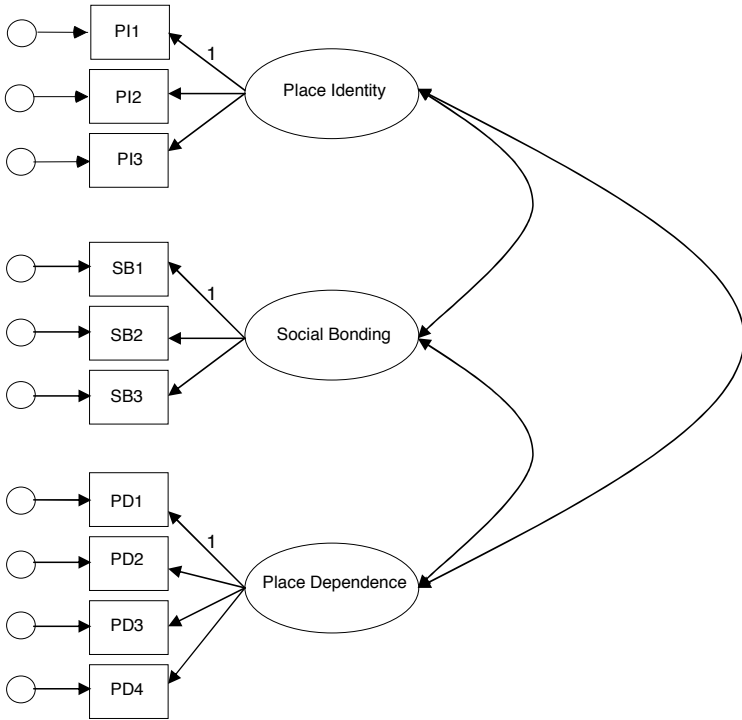 PI1
1
PI2
Place Identity
PI3
SB1
1
SB2
Social Bonding
SB3
PD1
1
PD2
Place Dependence
PD3
PD4